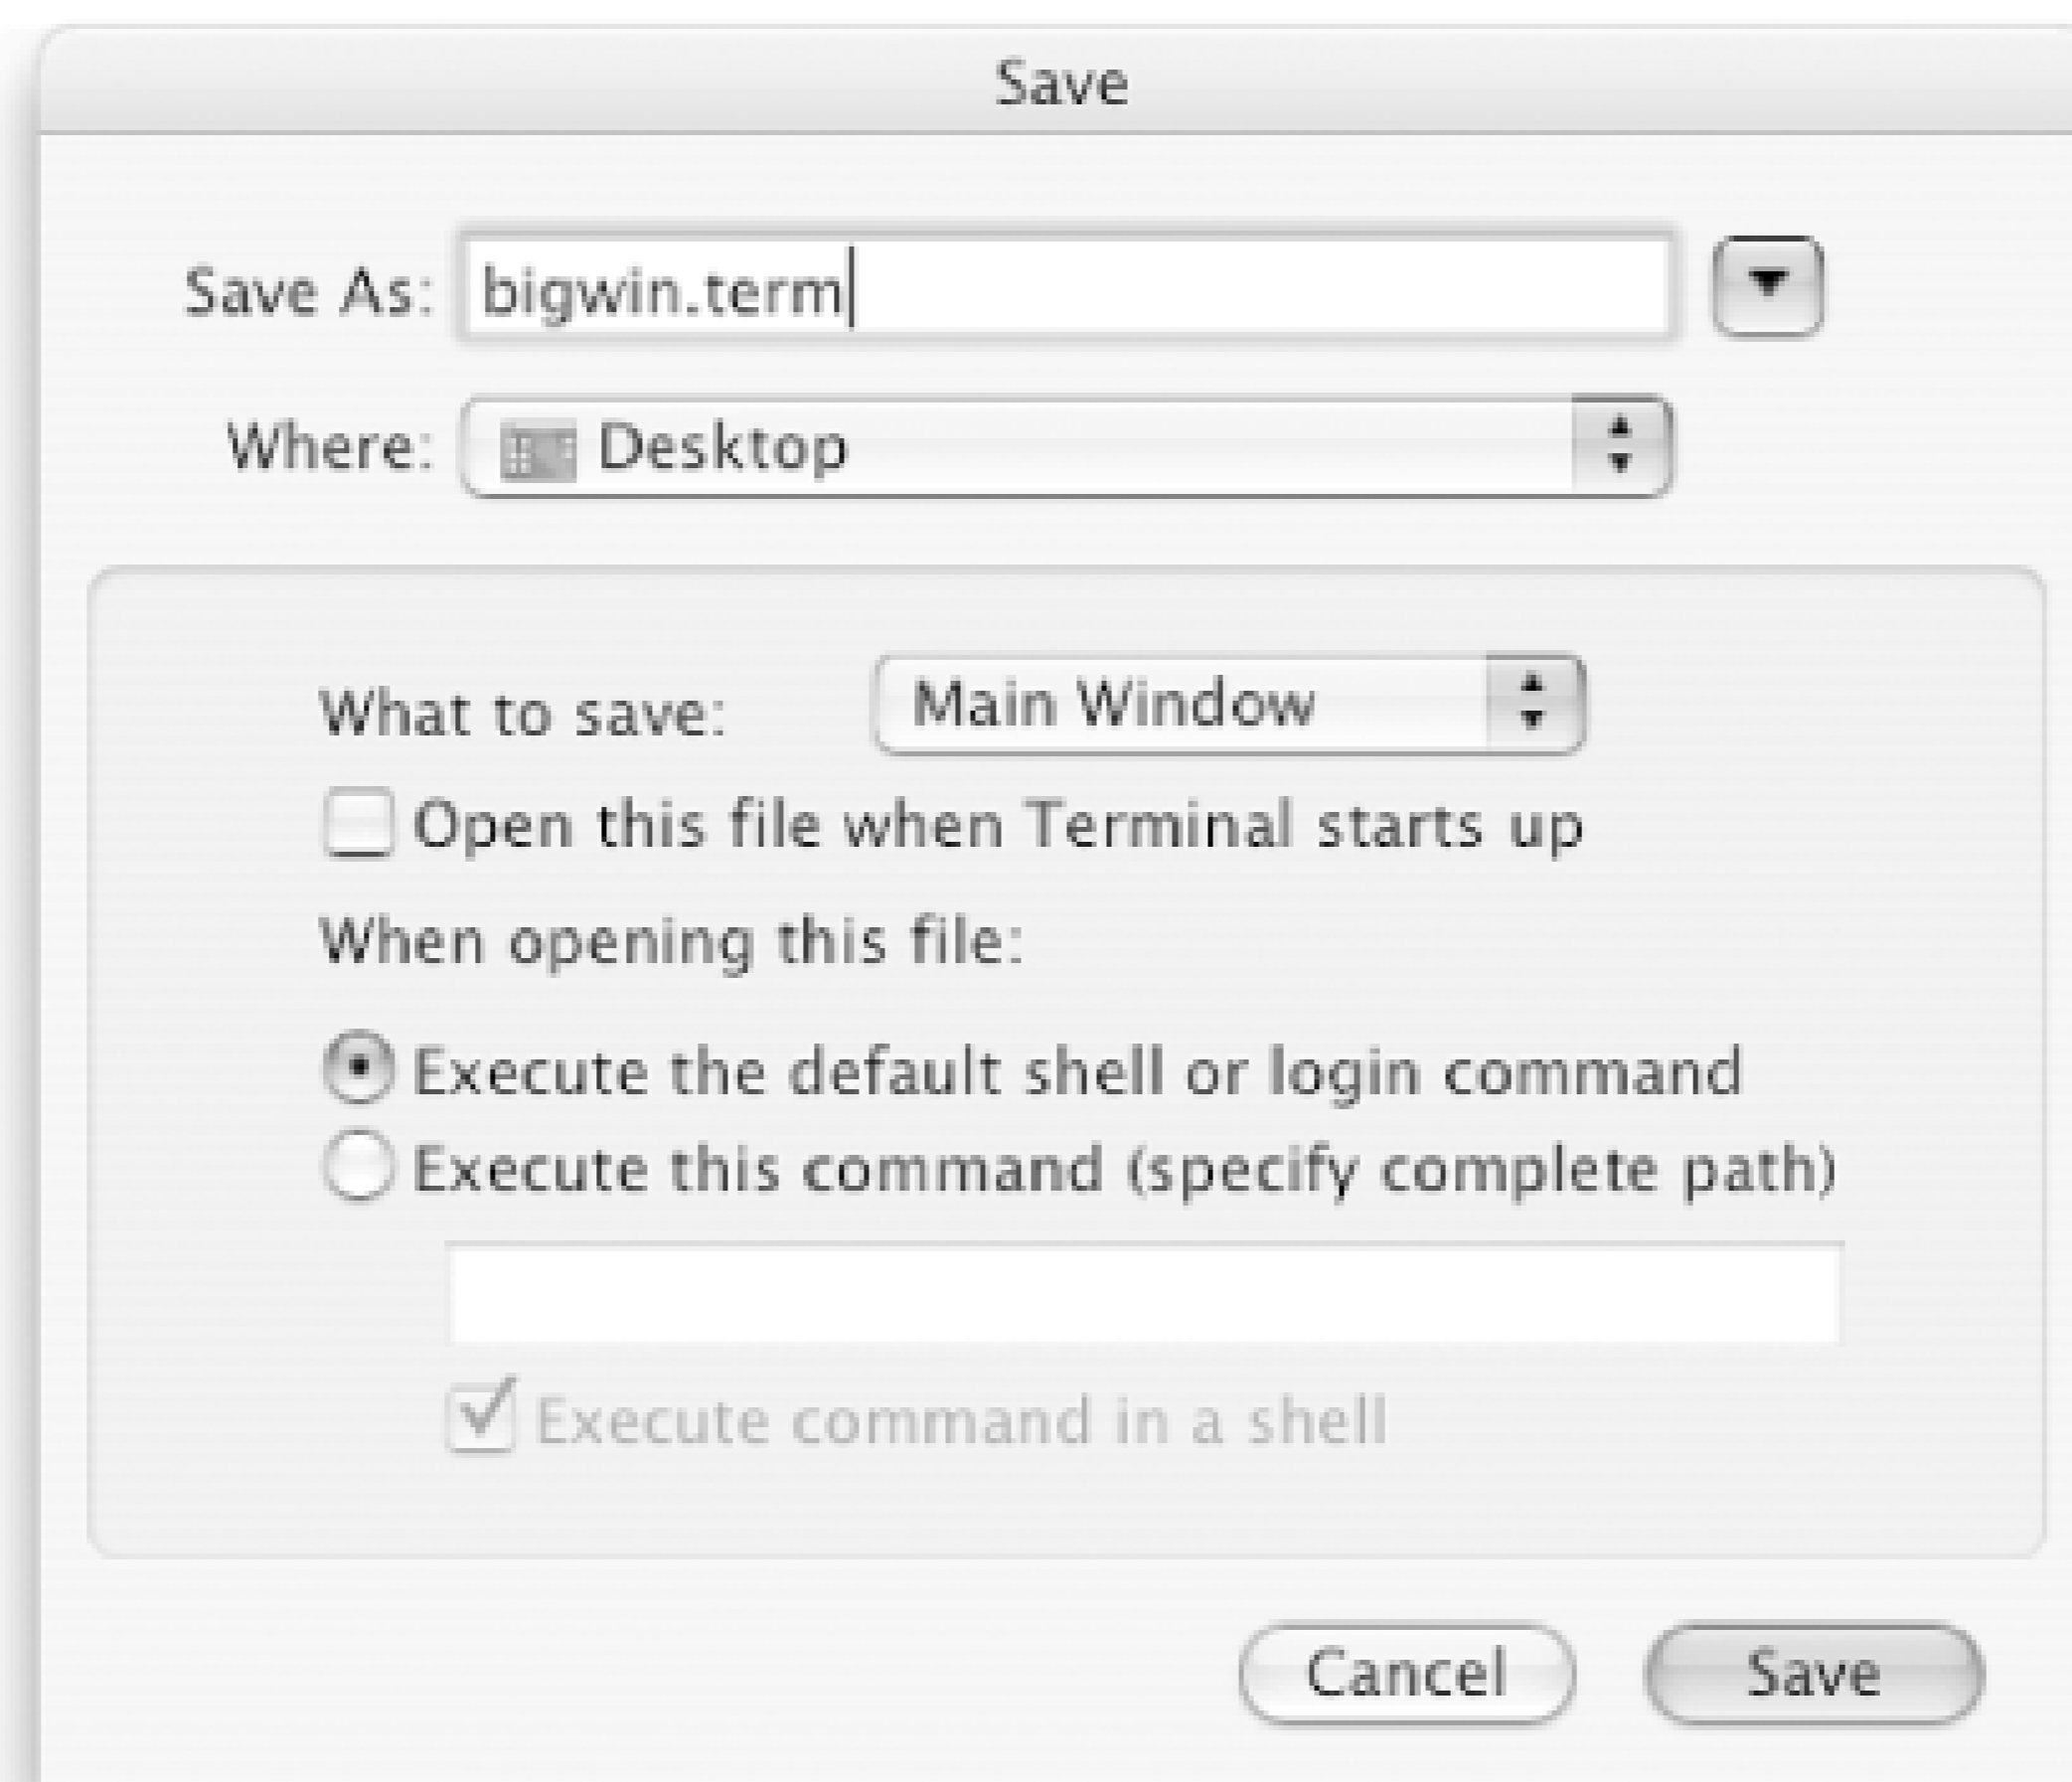 Save
Save As: bigwin.term
Where: Desktop
What to save: Main Window
Open this file when Terminal starts up
When opening this file:
Execute the default shell or login command
Execute this command (specify complete path)
Execute command in a shell
Cancel Save